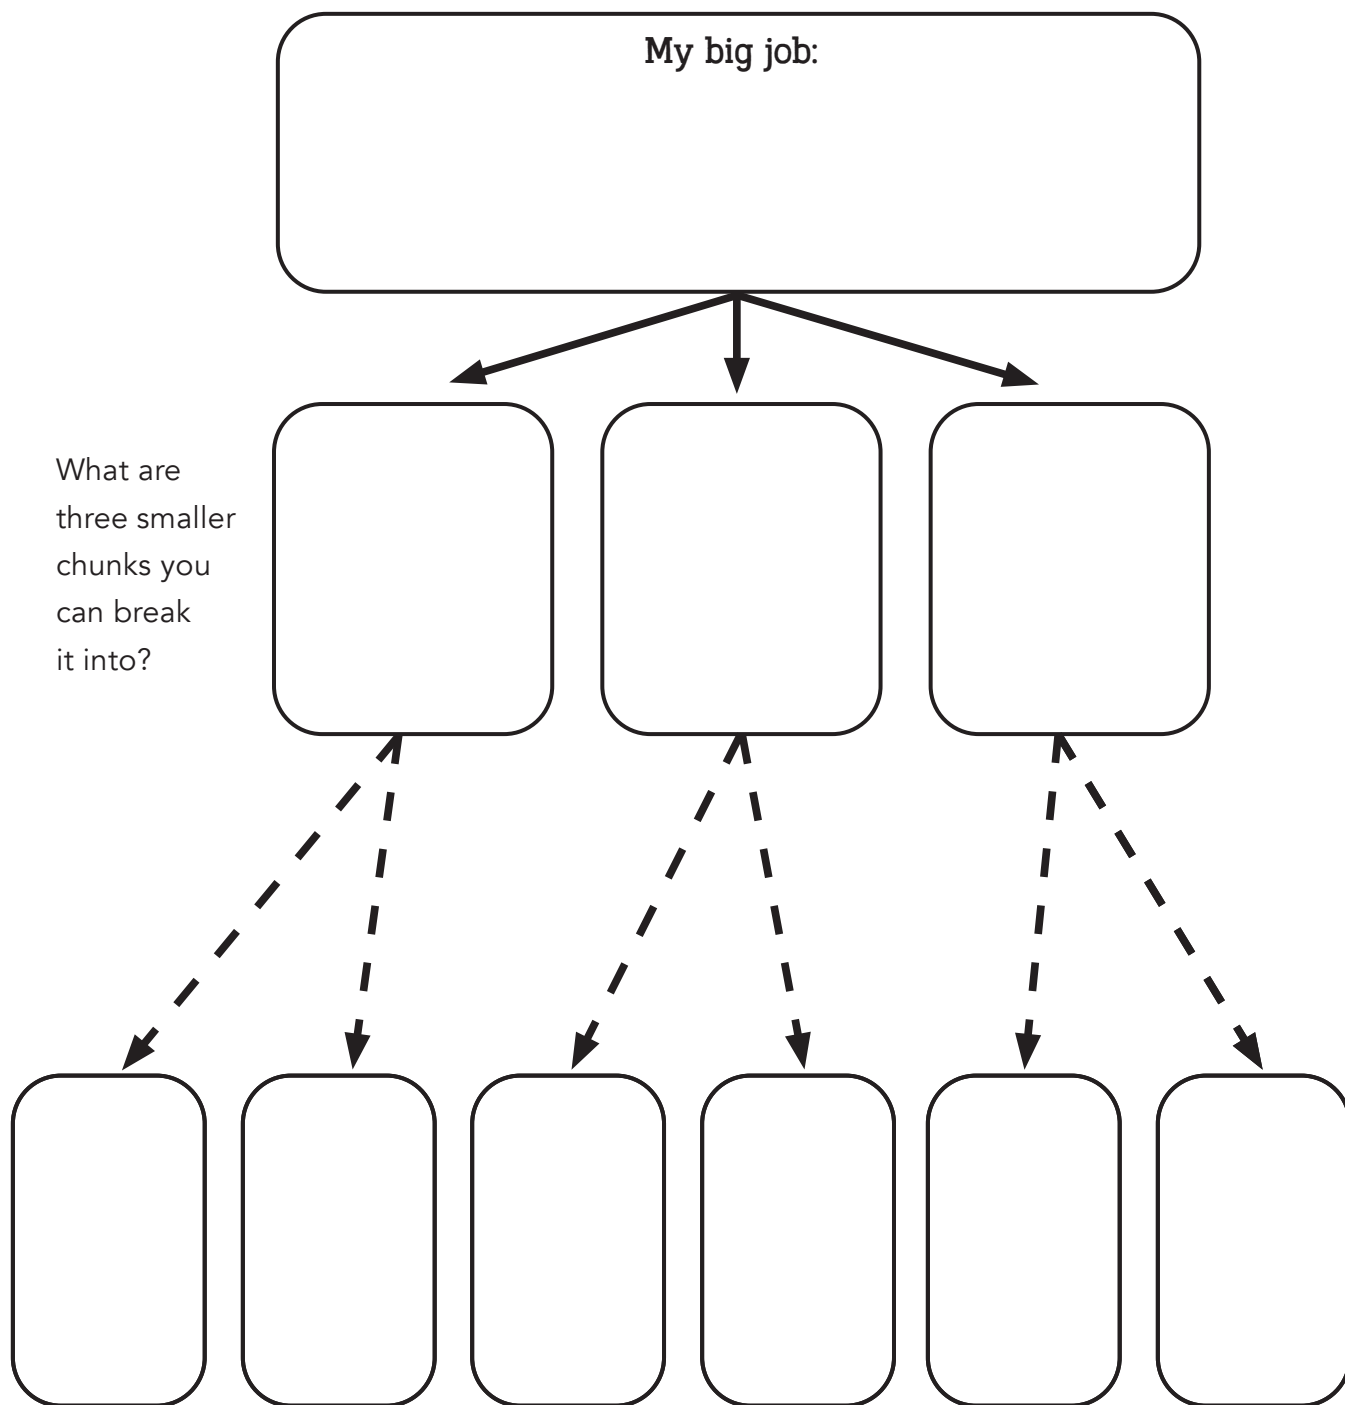 My big job:
What are
three smaller
chunks you
can break
it into?